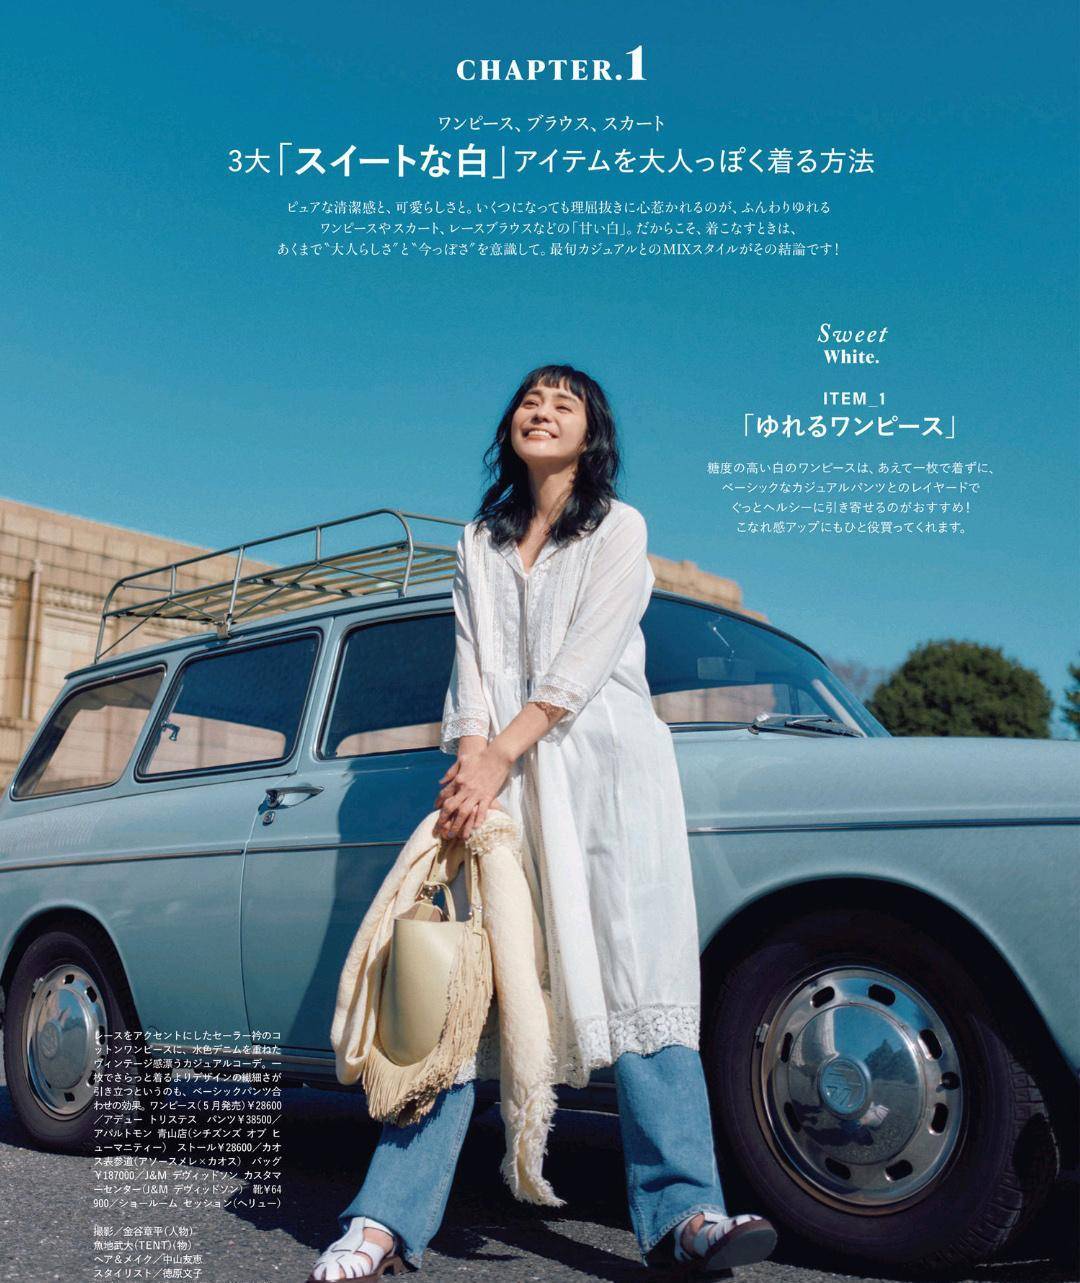 CHAPTER.1
ワンピース、ブラウス、スカート
3大「スイートな白」アイテムを大人っぽく着る方法
ピュアな清潔感と、可愛らしさと。いくつになっても理屈抜きに心惹かれるのが、ふんわりゆれる
ワンピースやスカート、レースブラウスなどの「甘い白」。だからこそ、着こなすときは、
あくまで“大人らしさ”と“今っぽさ”を意識して。最旬カジュアルとのMIXスタイルがその結論です!
Sweet
White.
ITEM_1
「ゆれるワンピース」
糖度の高い白のワンピースは、あえて一枚で着ずに、
ベーシックなカジュアルパンツとのレイヤードで
ぐっとヘルシーに引き寄せるのがおすすめ!
こなれ感アップにもひと役買ってくれます。
レースをアクセントにしたセーラー衿のコ
ットンワンピースに、水色デニムを重ねた
ヴィンテージ感漂うカジュアルコーデ。一
枚でさらっと着るよりデザインの繊細さが
引き立つというのも、ベーシックパンツ合
わせの効果。ワンピース(5月発売)¥28600
/アデュー トリステス パンツ¥38500/
アパルトモン 青山店(シチズンズ オブ ヒ
ューマニティー) ストール¥28600/カオ
ス表参道(アソースメレ×カオス) バッグ
¥187000/J&M デヴィッドソン カスタマ
ーセンター(J&M デヴィッドソン) 靴¥64
900/ショールーム セッション(ヘリュー)
撮影/金谷章平(人物)
魚地武大(TENT)(物)
ヘア&メイク/中山友恵
スタイリスト/徳原文子